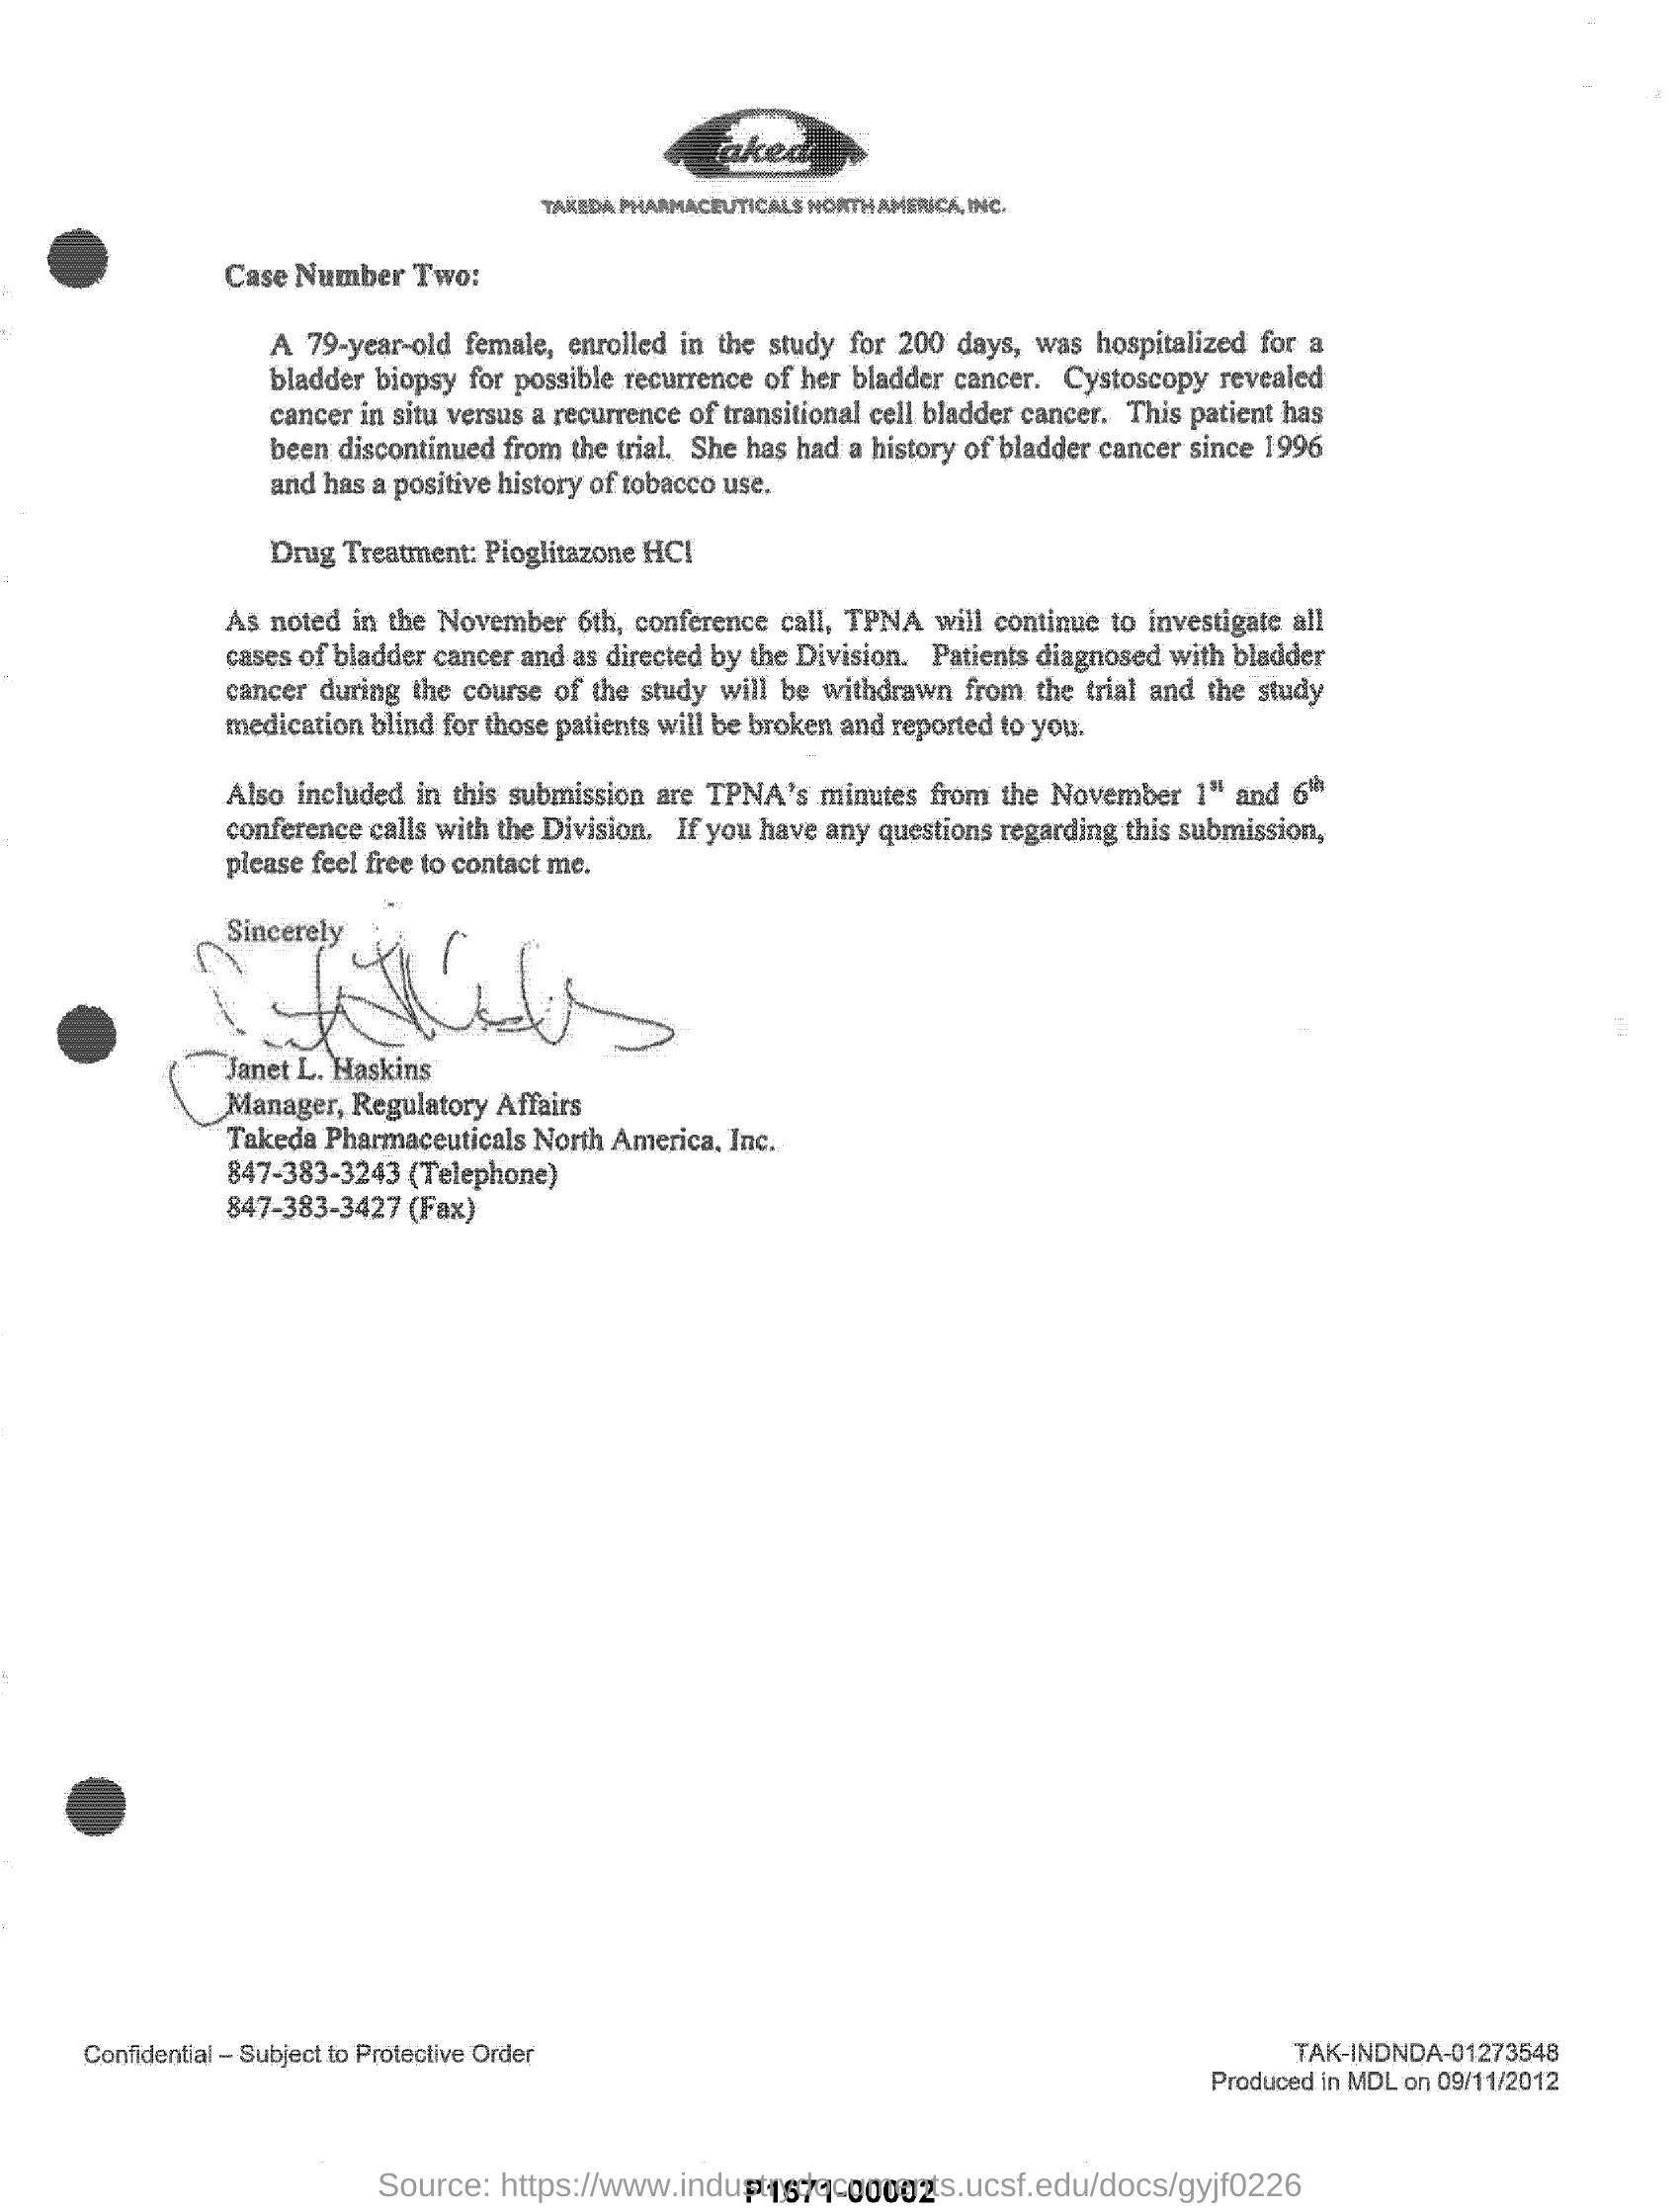 Takeda
TAKEDA PHARMACEUTICALS NORTH AMERICA, INC.
Case Number Two:
A 79-year-old female, enrolled in the study for 200 days, was hospitalized for a
bladder biopsy for possible recurrence of her bladder cancer. Cystoscopy revealed
cancer in situ versus a recurrence of transitional cell bladder cancer. This patient has
been discontinued from the trial. She has had a history of bladder cancer since 1996
and has a positive history of tobacco use.
Drug Treatment: Pioglitazone HCl
As noted in the November 6th, conference call, TPNA will continue to investigate all
cases of bladder cancer and as directed by the Division. Patients diagnosed with bladder
cancer during the course of the study will be withdrawn from the trial and the study
medication blind for those patients will be broken and reported to you.
Also included in this submission are TPNA's minutes from the November 1st and 6th
conference calls with the Division. If you have any questions regarding this submission,
please feel free to contact me.
Sincerely
Janet L. Haskins
Manager, Regulatory Affairs
Takeda Pharmaceuticals North America, Inc.
847-383-3243 (Telephone)
847-383-3427 (Fax)
Confidential – Subject to Protective Order
TAK-INDNDA-01273548
Produced in MDL on 09/11/2012
Source: https://www.industrydocuments.ucsf.edu/docs/gyjf0226
P1671-00002